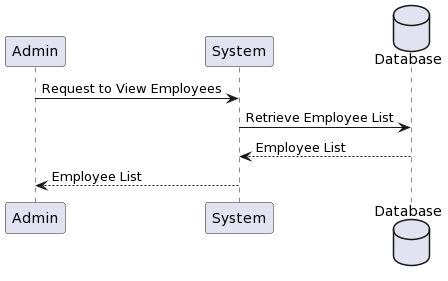 Database
Admin
System
Request to View Employees
Retrieve Employee List
Employee List
Employee List
Database
Admin
System